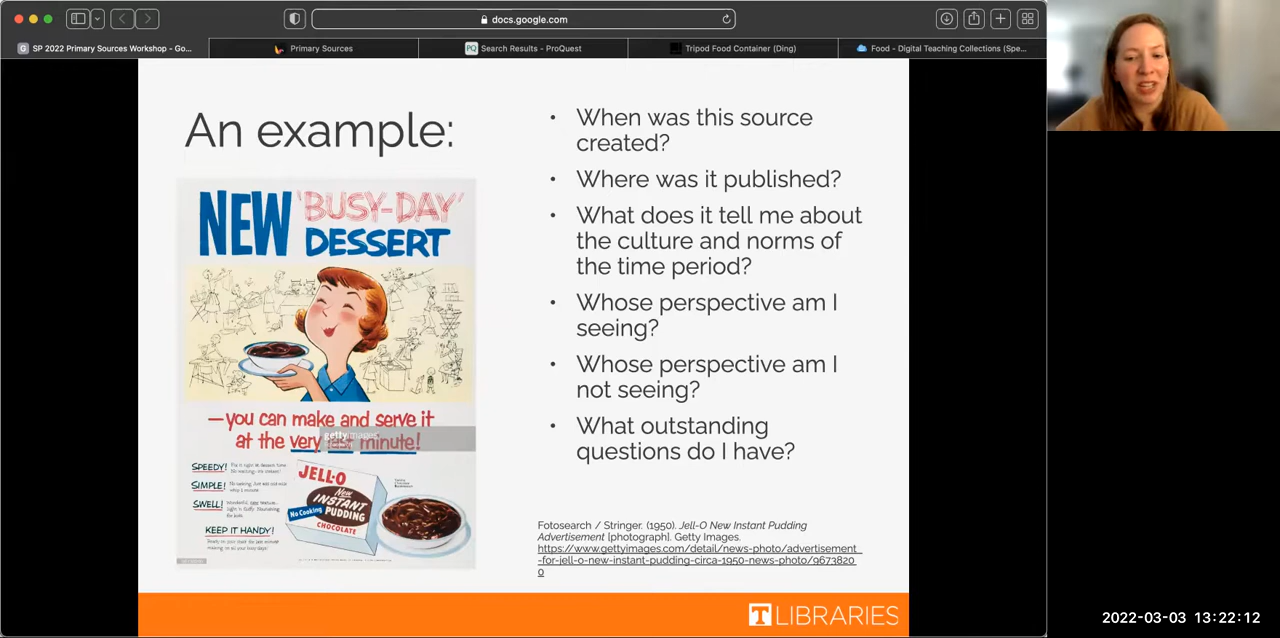 docs.google.com
SP 2022 Primary Sources Workshop - Go...
Primary Sources
Search Results - ProQuest
Tripod Food Container (Ding)
Food - Digital Teaching Collections (Spe...
An example:
NEW 'BUSY-DAY'
DESSERT
—you can make and serve it
at the very last minute!
gettyimages
SPEEDY!
SIMPLE!
SWELL!
KEEP IT HANDY!
JELL-O
New
INSTANT
PUDDING
No Cooking
CHOCOLATE
• When was this source
created?
• Where was it published?
• What does it tell me about
the culture and norms of
the time period?
• Whose perspective am I
seeing?
• Whose perspective am I
not seeing?
• What outstanding
questions do I have?
Fotosearch / Stringer. (1950). Jell-O New Instant Pudding
Advertisement [photograph]. Getty Images.
https://www.gettyimages.com/detail/news-photo/advertisement
-for-jell-o-new-instant-pudding-circa-1950-news-photo/9673820
0
T LIBRARIES
2022-03-03 13:22:12